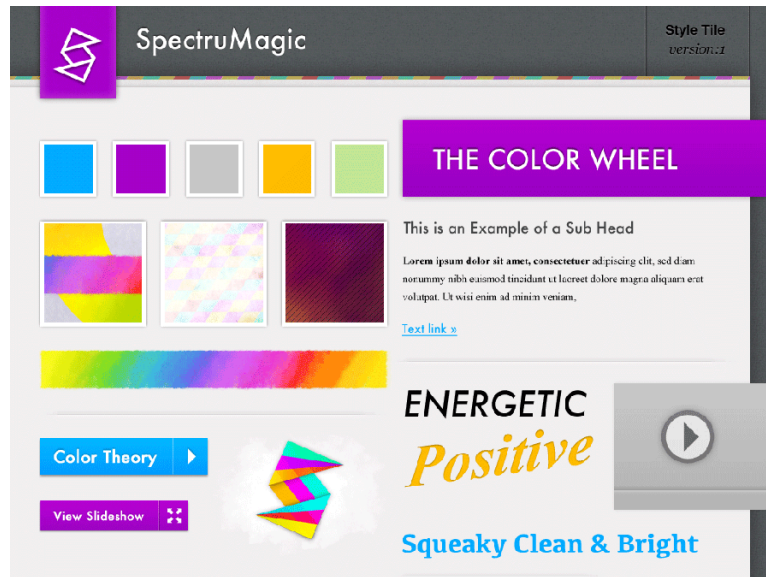 SpectruMagic
Style Tile
version:1
THE COLOR WHEEL
This is an Example of a Sub Head
Lorem ipsum dolor sit amet, consectetuer adipiscing elit, sed diam
nonummy nibh euismod tincidunt ut laoreet dolore magna aliquam erat
volutpat. Ut wisi enim ad minim veniam,
Text link »
ENERGETIC
Positive
Color Theory
View Slideshow
Squeaky Clean & Bright